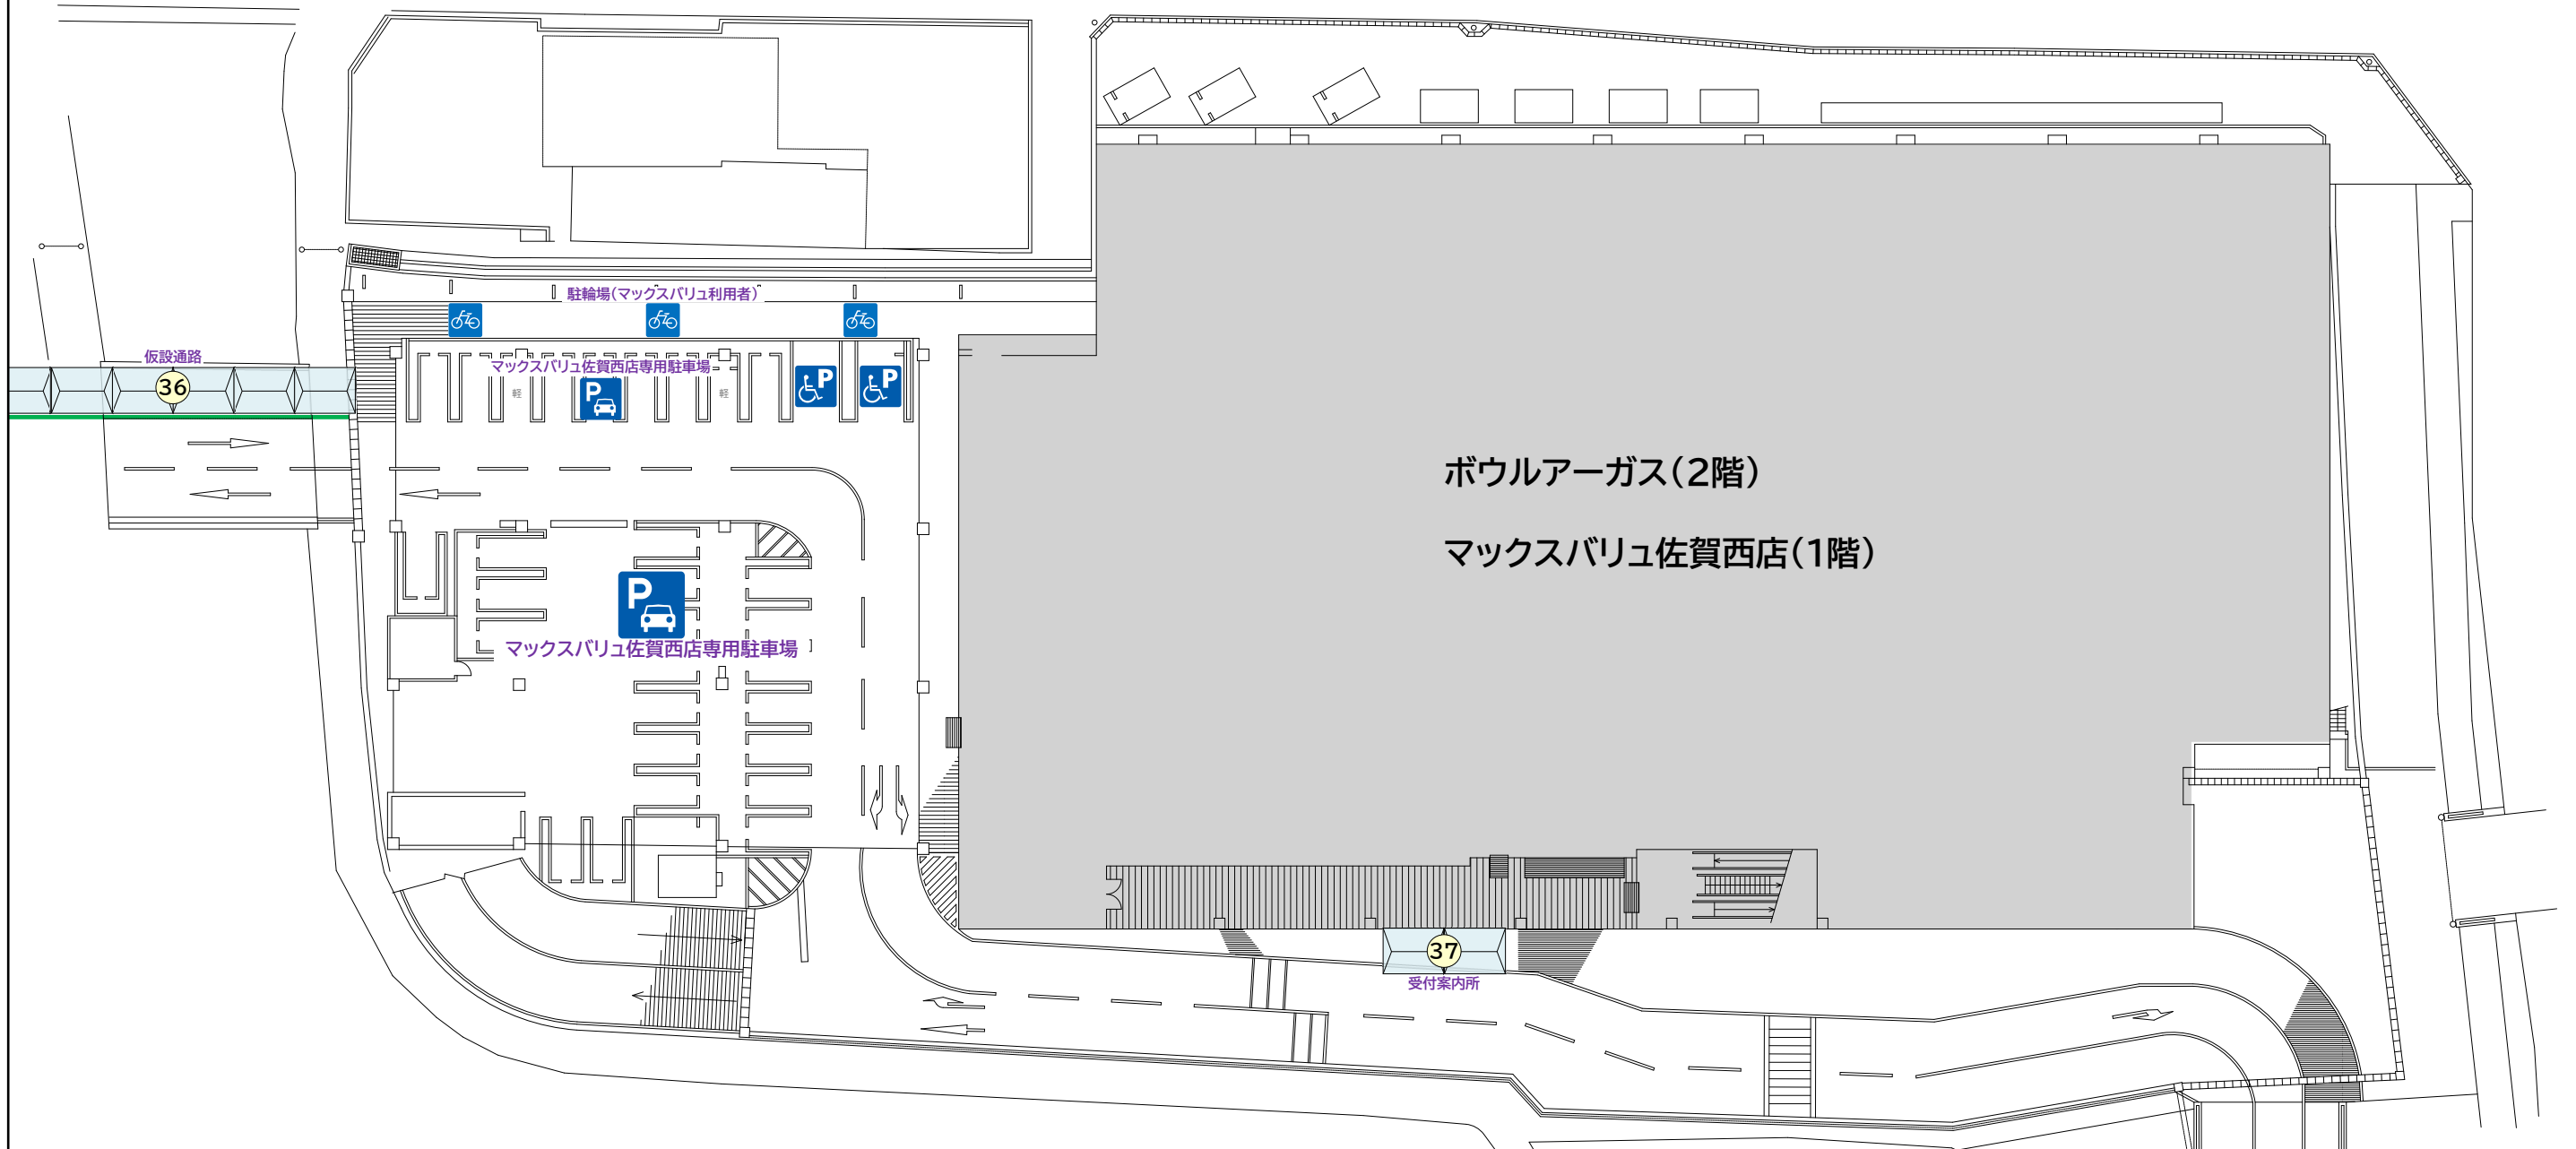 駐輪場(マックスバリュ利用者)
仮設通路
36
マックスバリュ佐賀西店専用駐車場
軽
P
軽
P
P
ボウルアーガス(2階)
マックスバリュ佐賀西店(1階)
P
マックスバリュ佐賀西店専用駐車場
37
受付案内所